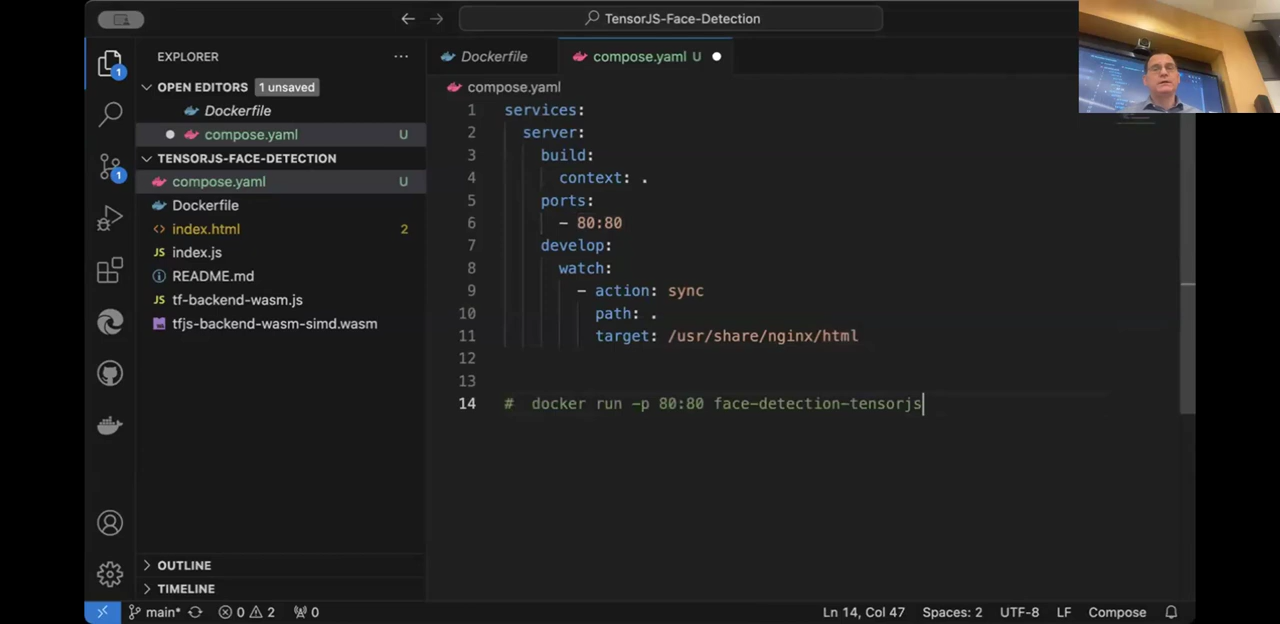 TensorJS-Face-Detection
EXPLORER
Dockerfile
compose.yaml U
OPEN EDITORS 1 unsaved
Dockerfile
compose.yaml U
TENSORJS-FACE-DETECTION
compose.yaml U
Dockerfile
index.html 2
JS index.js
README.md
JS tf-backend-wasm.js
tfjs-backend-wasm-simd.wasm
OUTLINE
TIMELINE
1
1
compose.yaml
1 services:
2 server:
3 build:
4 context: .
5 ports:
6 - 80:80
7 develop:
8 watch:
9 - action: sync
10 path: .
11 target: /usr/share/nginx/html
12
13
14 # docker run -p 80:80 face-detection-tensorjs
main* 0 2 0 Ln 14, Col 47 Spaces: 2 UTF-8 LF Compose